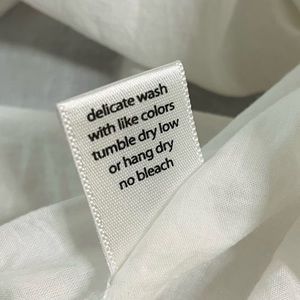 delicate wash
with like colors
tumble dry low
or hang dry
no bleach